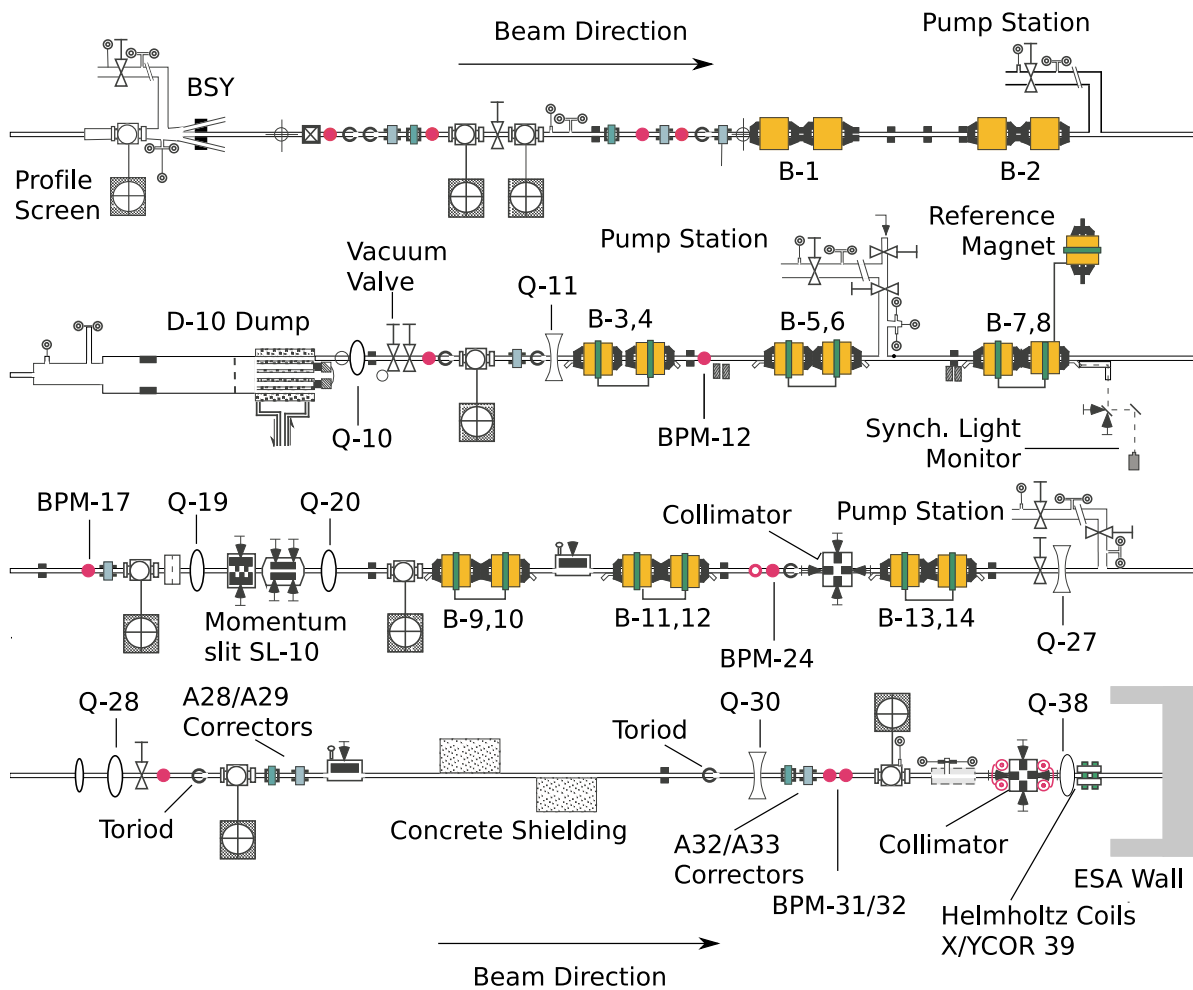 Beam Direction
Pump Station
BSY
Profile
Screen
B-1
B-2
Reference
Magnet
Pump Station
Vacuum
Valve
Q-11
D-10 Dump
B-3,4
B-5,6
B-7,8
Q-10
BPM-12
Synch. Light
Monitor
BPM-17
Q-19
Q-20
Collimator
Pump Station
Momentum
slit SL-10
B-9,10
B-11,12
B-13,14
BPM-24
Q-27
Q-28
A28/A29
Correctors
Toriod
Q-30
Q-38
Toriod
Concrete Shielding
A32/A33
Correctors
Collimator
BPM-31/32
ESA Wall
Helmholtz Coils
X/YCOR 39
Beam Direction